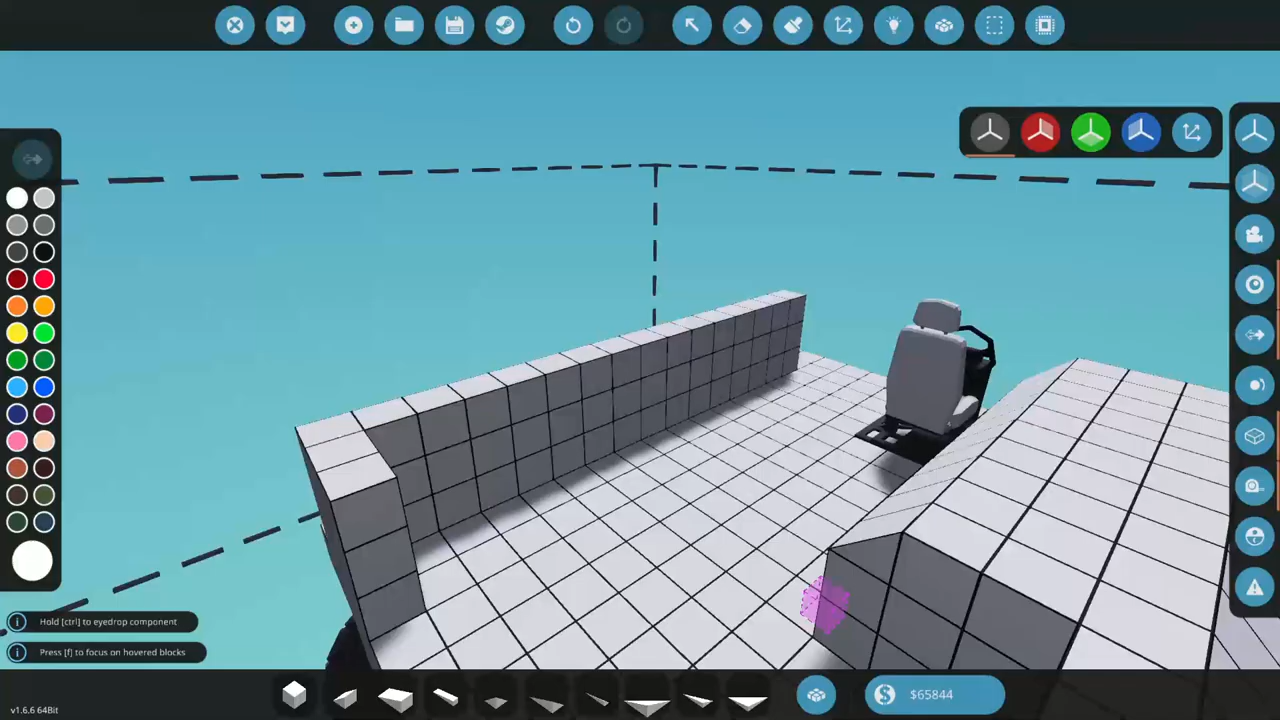 Hold [ctrl] to eyedrop component
Press [f] to focus on hovered blocks
$65844
v1.6.6 64Bit